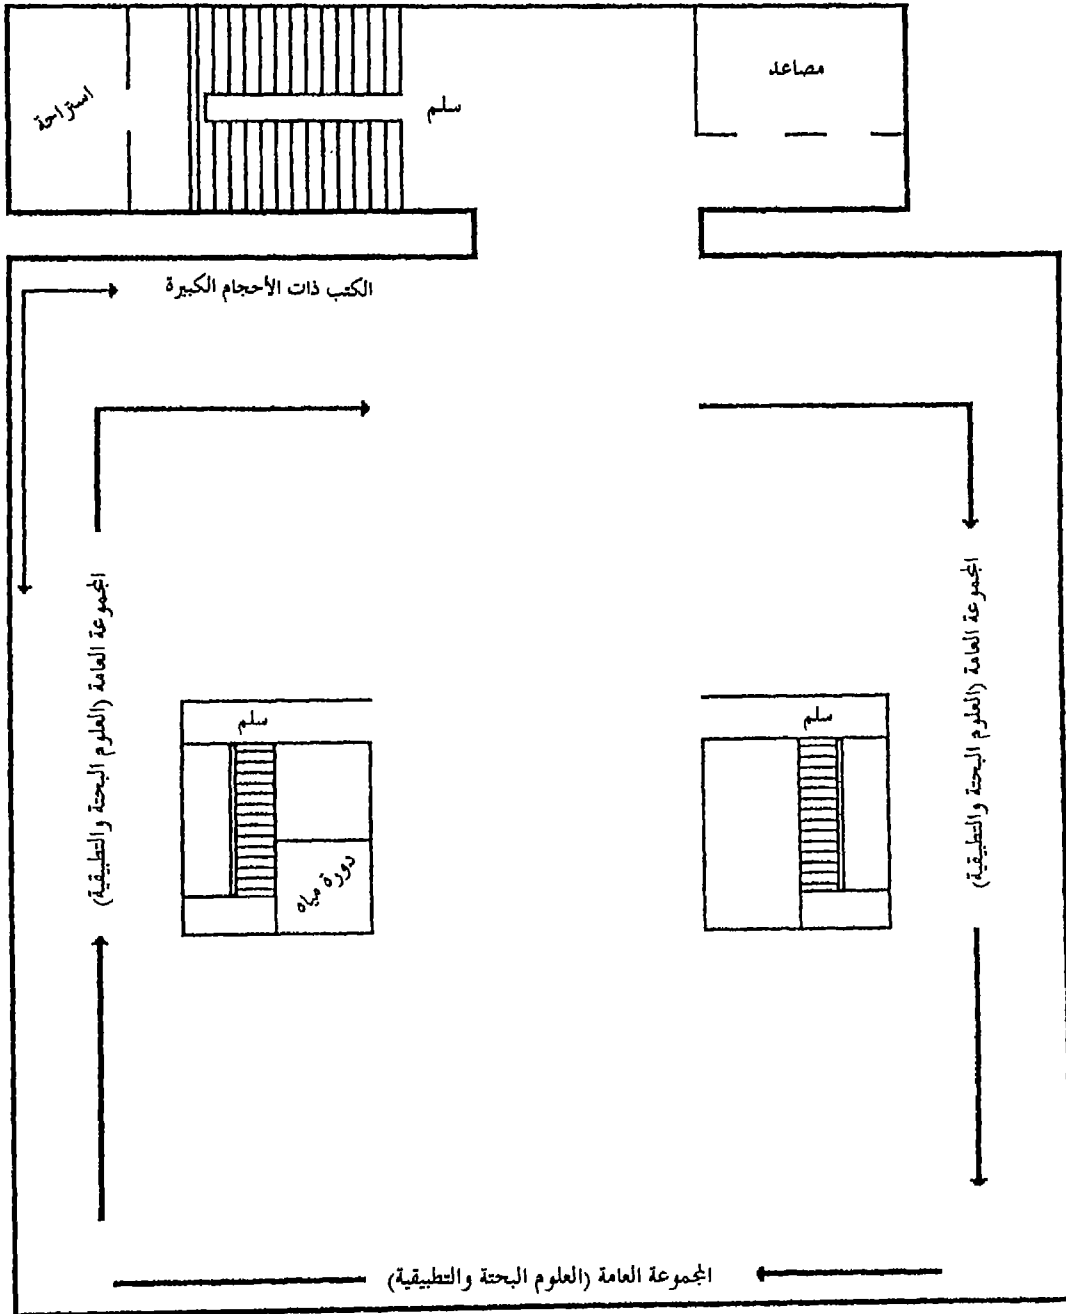 مصاعد
سلم
استراحة
الكتب ذات الأحجام الكبيرة
المجموعة العامة (العلوم البحتة والتطبيقية)
المجموعة العامة (العلوم البحتة والتطبيقية)
سلم
سلم
دورة مياه
المجموعة العامة (العلوم البحتة والتطبيقية)